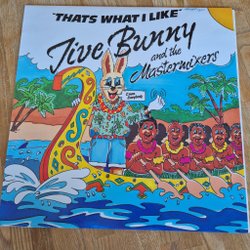 "THATS WHAT I LIKE"
Jive Bunny
and the
Mastermixers